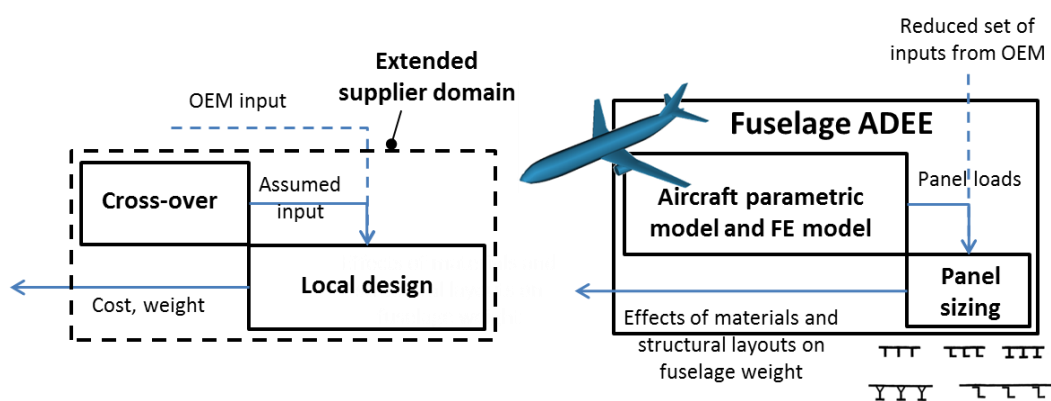 Extended
supplier domain
OEM input
Cross-over
Assumed
input
Local design
Cost, weight
Reduced set of
inputs from OEM
Fuselage ADEE
Aircraft parametric
model and FE model
Panel loads
Panel
sizing
Effects of materials and
structural layouts on
fuselage weight